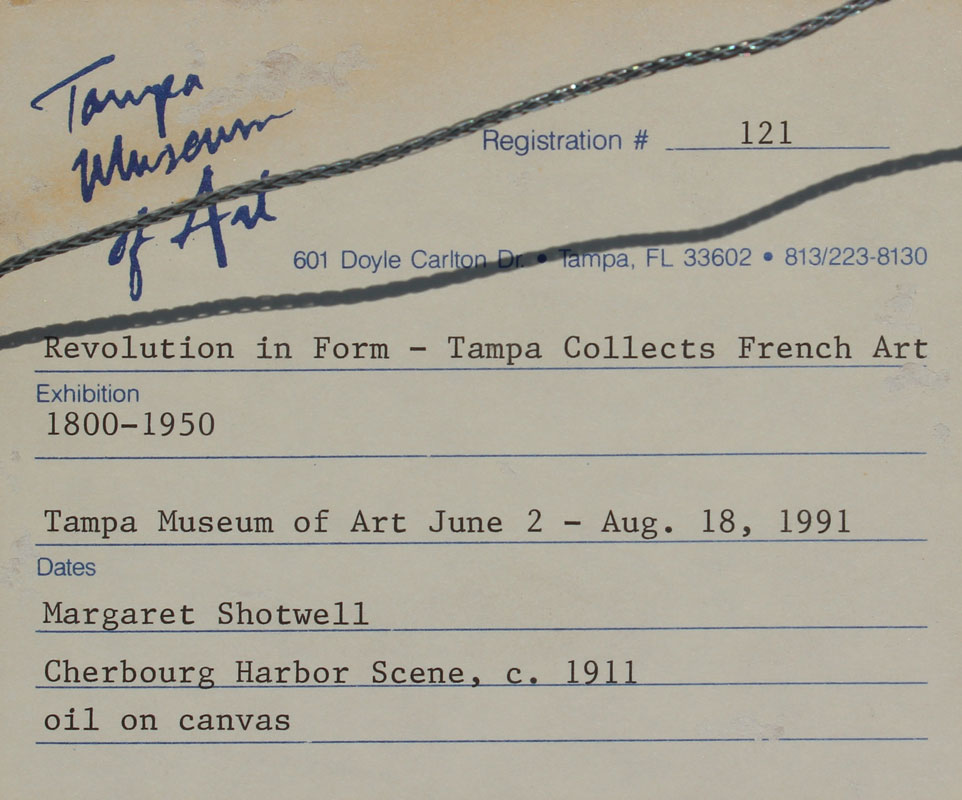 Tampa
Museum
of Art
Registration # 121
601 Doyle Carlton Dr. • Tampa, FL 33602 • 813/223-8130
Revolution in Form - Tampa Collects French Art
Exhibition
1800-1950
Tampa Museum of Art June 2 - Aug. 18, 1991
Dates
Margaret Shotwell
Cherbourg Harbor Scene, c. 1911
oil on canvas